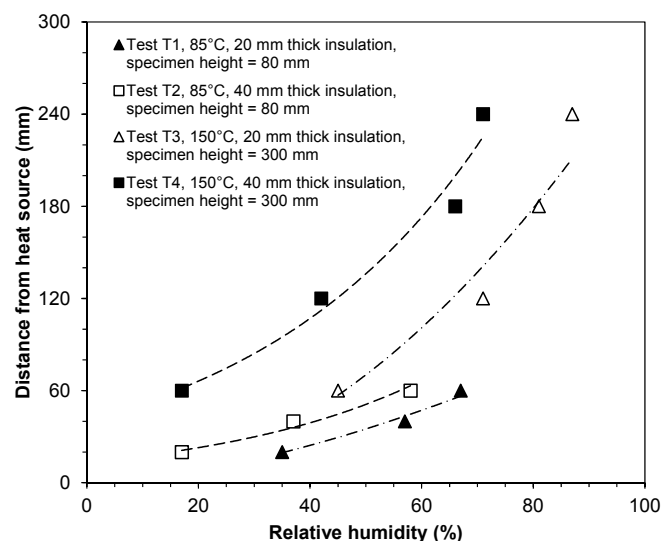 300
240
180
120
60
0
Distance from heat source (mm)
Test T1, 85°C, 20 mm thick insulation,
specimen height = 80 mm
Test T2, 85°C, 40 mm thick insulation,
specimen height = 80 mm
Test T3, 150°C, 20 mm thick insulation,
specimen height = 300 mm
Test T4, 150°C, 40 mm thick insulation,
specimen height = 300 mm
0 20 40 60 80 100
Relative humidity (%)